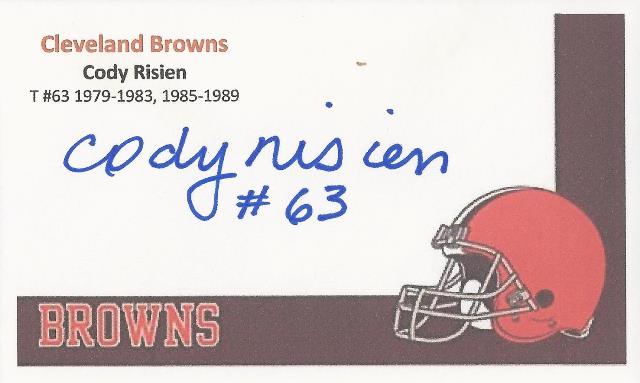 Cleveland Browns
Cody Risien
T #63 1979-1983, 1985-1989
cody risien
#63
BROWNS